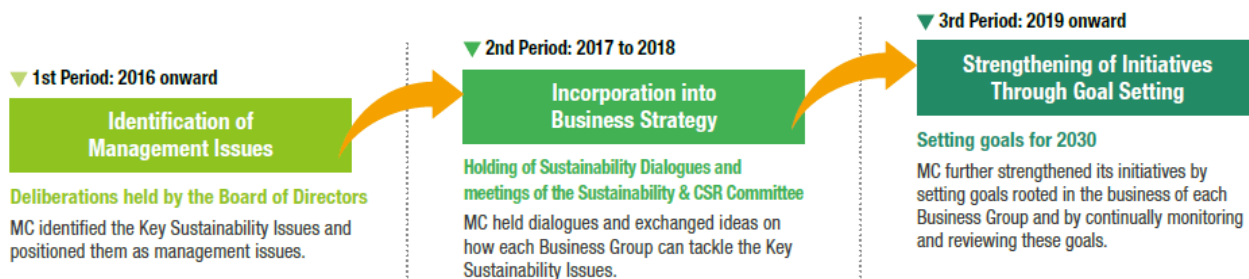 1st Period: 2016 onward
Identification of
Management Issues
Deliberations held by the Board of Directors
MC identified the Key Sustainability Issues and
positioned them as management issues.
2nd Period: 2017 to 2018
Incorporation into
Business Strategy
Holding of Sustainability Dialogues and
meetings of the Sustainability & CSR Committee
MC held dialogues and exchanged ideas on
how each Business Group can tackle the Key
Sustainability Issues.
3rd Period: 2019 onward
Strengthening of Initiatives
Through Goal Setting
Setting goals for 2030
MC further strengthened its initiatives by
setting goals rooted in the business of each
Business Group and by continually monitoring
and reviewing these goals.